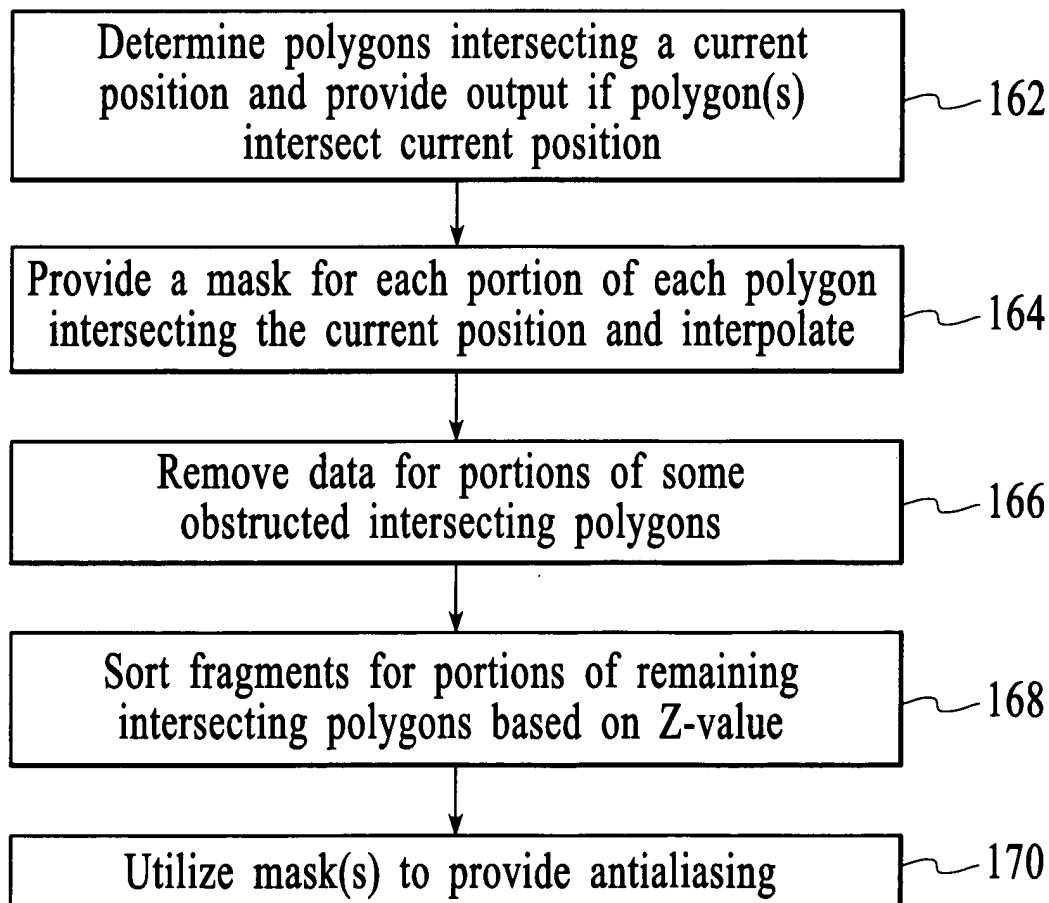 Determine polygons intersecting a current
position and provide output if polygon(s)
intersect current position
162
Provide a mask for each portion of each polygon
intersecting the current position and interpolate
164
Remove data for portions of some
obstructed intersecting polygons
166
Sort fragments for portions of remaining
intersecting polygons based on Z-value
168
Utilize mask(s) to provide antialiasing
170